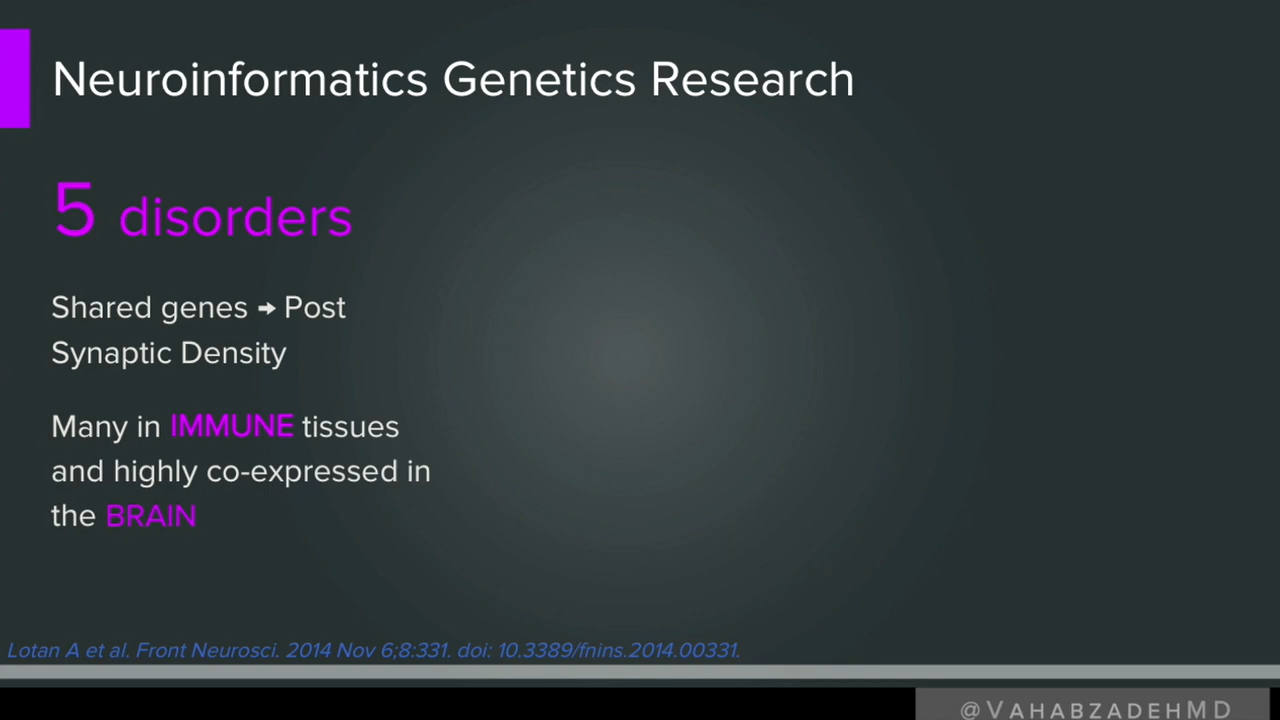 Neuroinformatics Genetics Research
5 disorders
Shared genes → Post
Synaptic Density
Many in IMMUNE tissues
and highly co-expressed in
the BRAIN
Lotan A et al. Front Neurosci. 2014 Nov 6;8:331. doi: 10.3389/fnins.2014.00331.
@VAHABZADEHMD